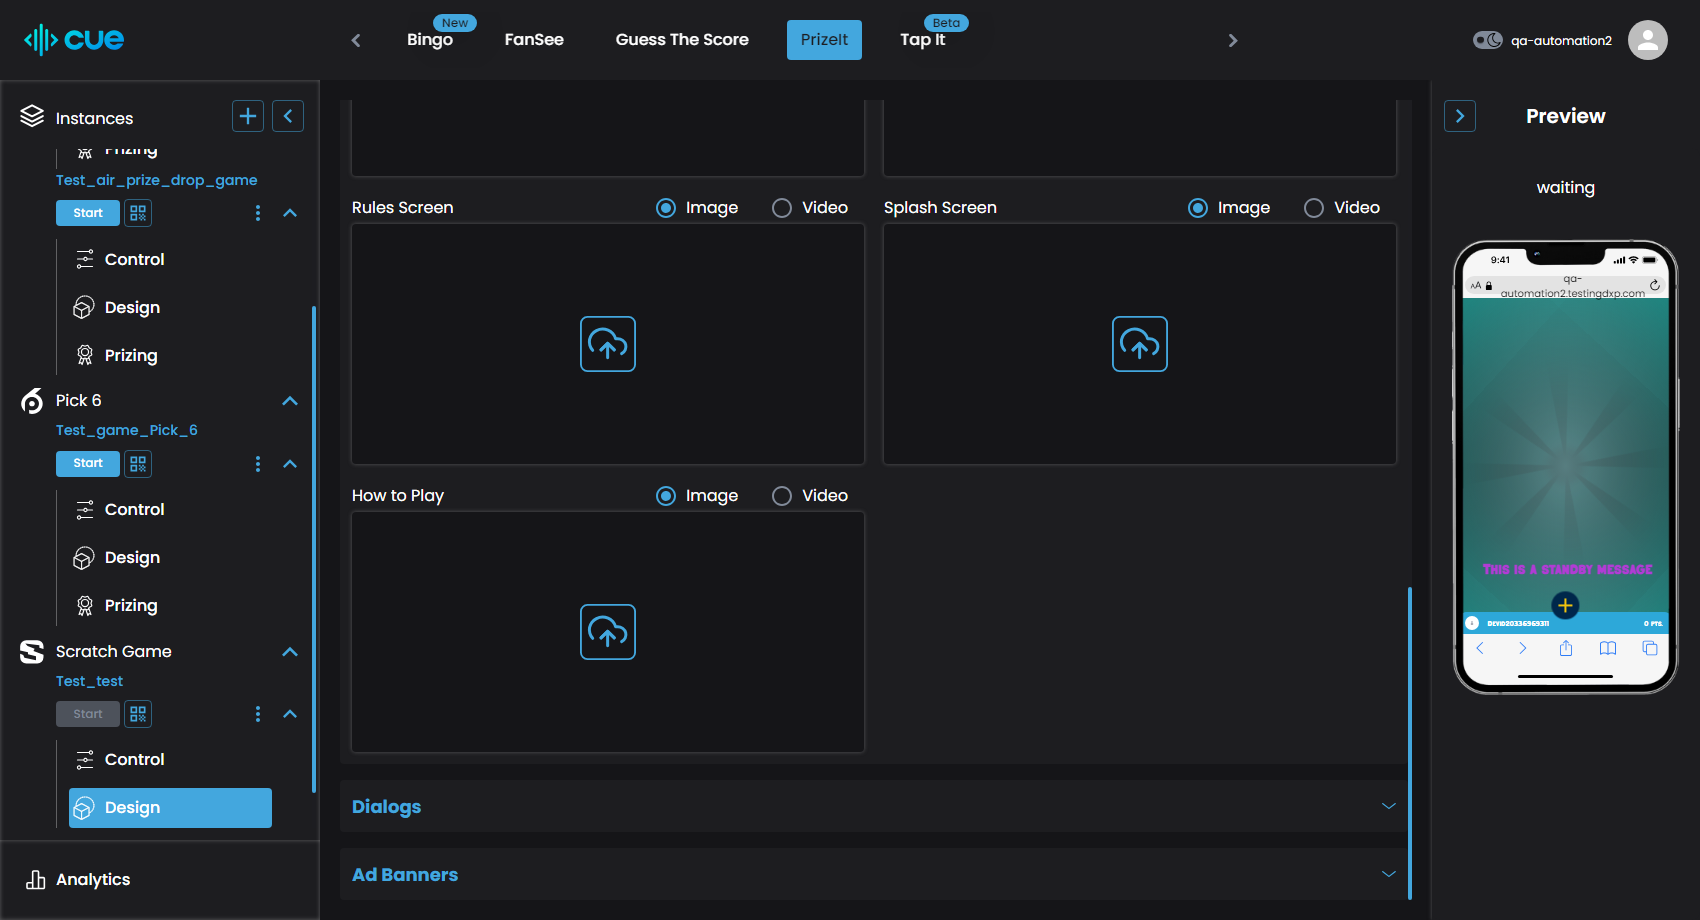 cue
Bingo
New
FanSee
Guess The Score
PrizeIt
Tap It
Beta
qa-automation2
Instances
Prizing
Test_air_prize_drop_game
Start
Control
Design
Prizing
Pick 6
Test_game_Pick_6
Start
Control
Design
Prizing
Scratch Game
Test_test
Start
Control
Design
Analytics
Rules Screen
Image
Video
Splash Screen
Image
Video
How to Play
Image
Video
Dialogs
Ad Banners
Preview
waiting
9:41
AA
qa-
automation2.testingdxp.com
This is a standby message
DEVID20336969311
0 PTS.